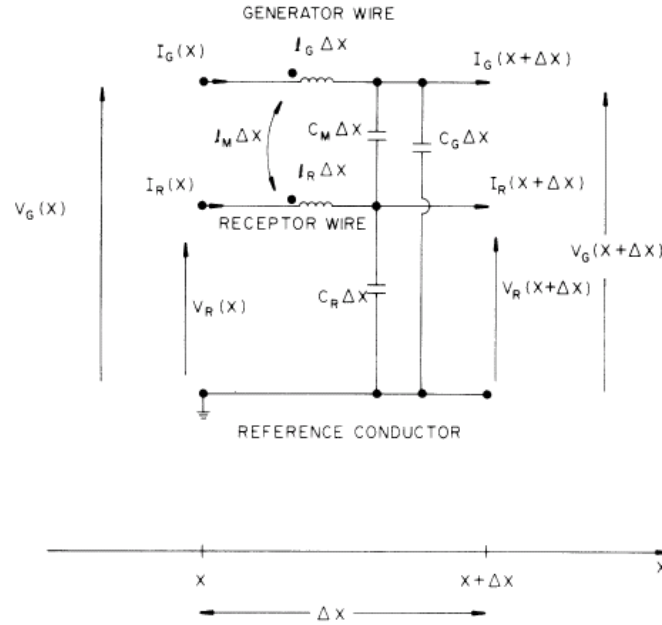 GENERATOR WIRE
I_G(X)
l_G ΔX
I_G(X+ΔX)
l_M ΔX
C_M ΔX
C_G ΔX
I_R(X)
l_R ΔX
I_R(X+ΔX)
V_G(X)
RECEPTOR WIRE
V_G(X+ΔX)
V_R(X)
C_R ΔX
V_R(X+ΔX)
REFERENCE CONDUCTOR
X
X
X+ΔX
ΔX